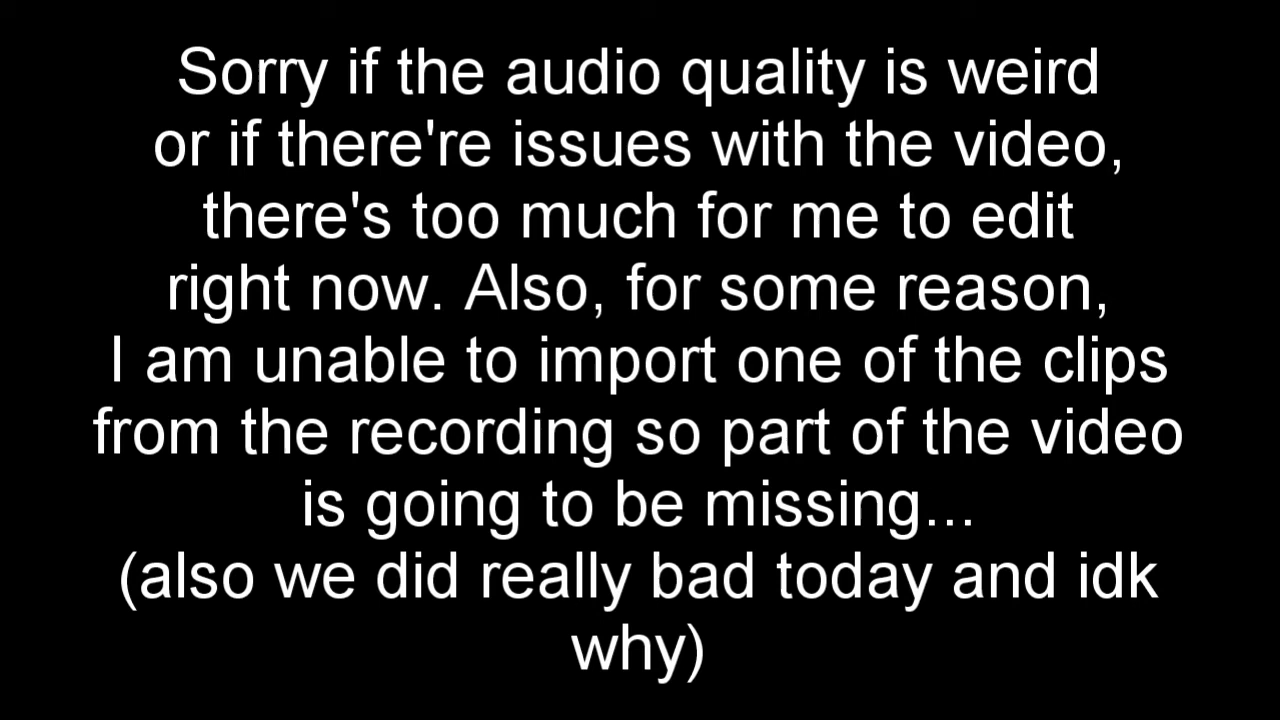 Sorry if the audio quality is weird
or if there're issues with the video,
there's too much for me to edit
right now. Also, for some reason,
I am unable to import one of the clips
from the recording so part of the video
is going to be missing...
(also we did really bad today and idk
why)